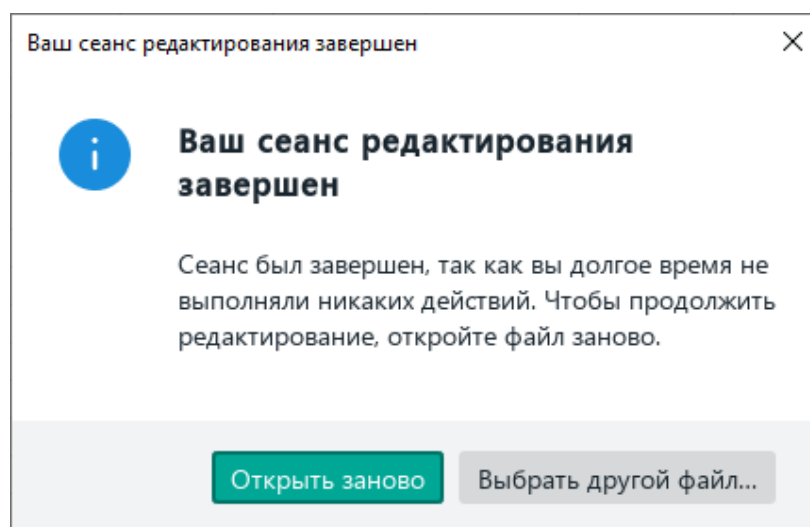 Ваш сеанс редактирования завершен
Ваш сеанс редактирования
завершен
Сеанс был завершен, так как вы долгое время не
выполняли никаких действий. Чтобы продолжить
редактирование, откройте файл заново.
Открыть заново Выбрать другой файл...